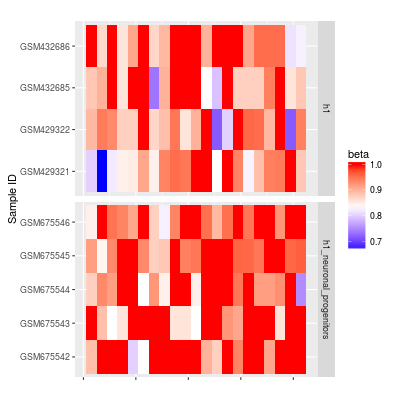 Sample ID
GSM432686
GSM432685
GSM429322
GSM429321
h1
GSM675546
GSM675545
GSM675544
GSM675543
GSM675542
h1_neuronal_progenitors
beta
1.0
0.9
0.8
0.7